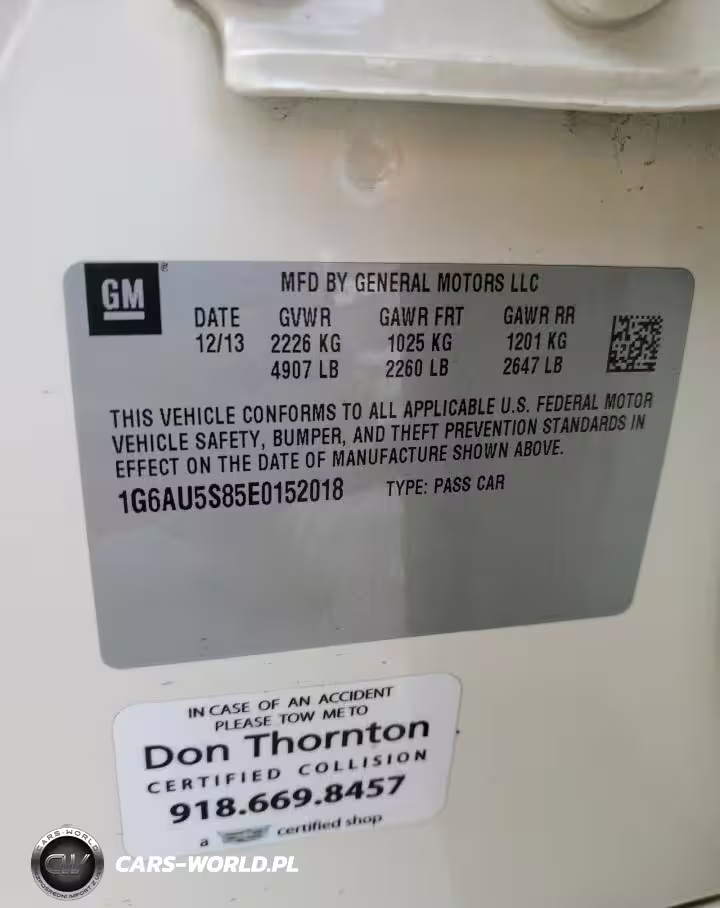 GM
®
MFD BY GENERAL MOTORS LLC
DATE GVWR GAWR FRT GAWR RR
12/13 2226 KG 1025 KG 1201 KG
4907 LB 2260 LB 2647 LB
THIS VEHICLE CONFORMS TO ALL APPLICABLE U.S. FEDERAL MOTOR
VEHICLE SAFETY, BUMPER, AND THEFT PREVENTION STANDARDS IN
EFFECT ON THE DATE OF MANUFACTURE SHOWN ABOVE.
1G6AU5S85E0152018 TYPE: PASS CAR
IN CASE OF AN ACCIDENT
PLEASE TOW ME TO
Don Thornton
CERTIFIED COLLISION
918.669.8457
a certified shop
CARS-WORLD
CW
CARS-WORLD.PL